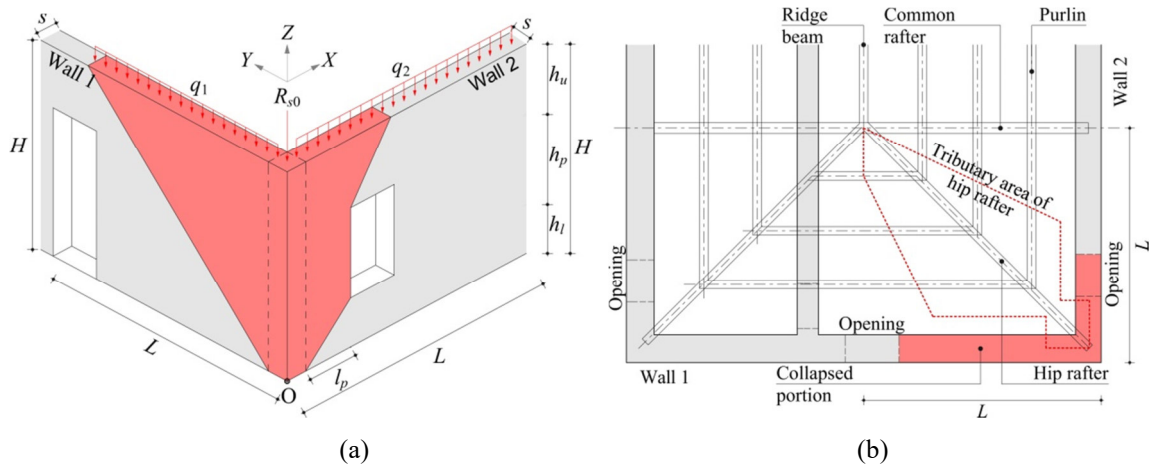 s
Wall 1
H
q1
Z
Y
X
Rs0
q2
s
Wall 2
hu
hp
hl
H
L
lp
L
O
(a)
Ridge
beam
Common
rafter
Purlin
Wall 2
Tributary area of
hip rafter
L
Opening
Opening
Opening
Wall 1
Collapsed
portion
Hip rafter
L
(b)